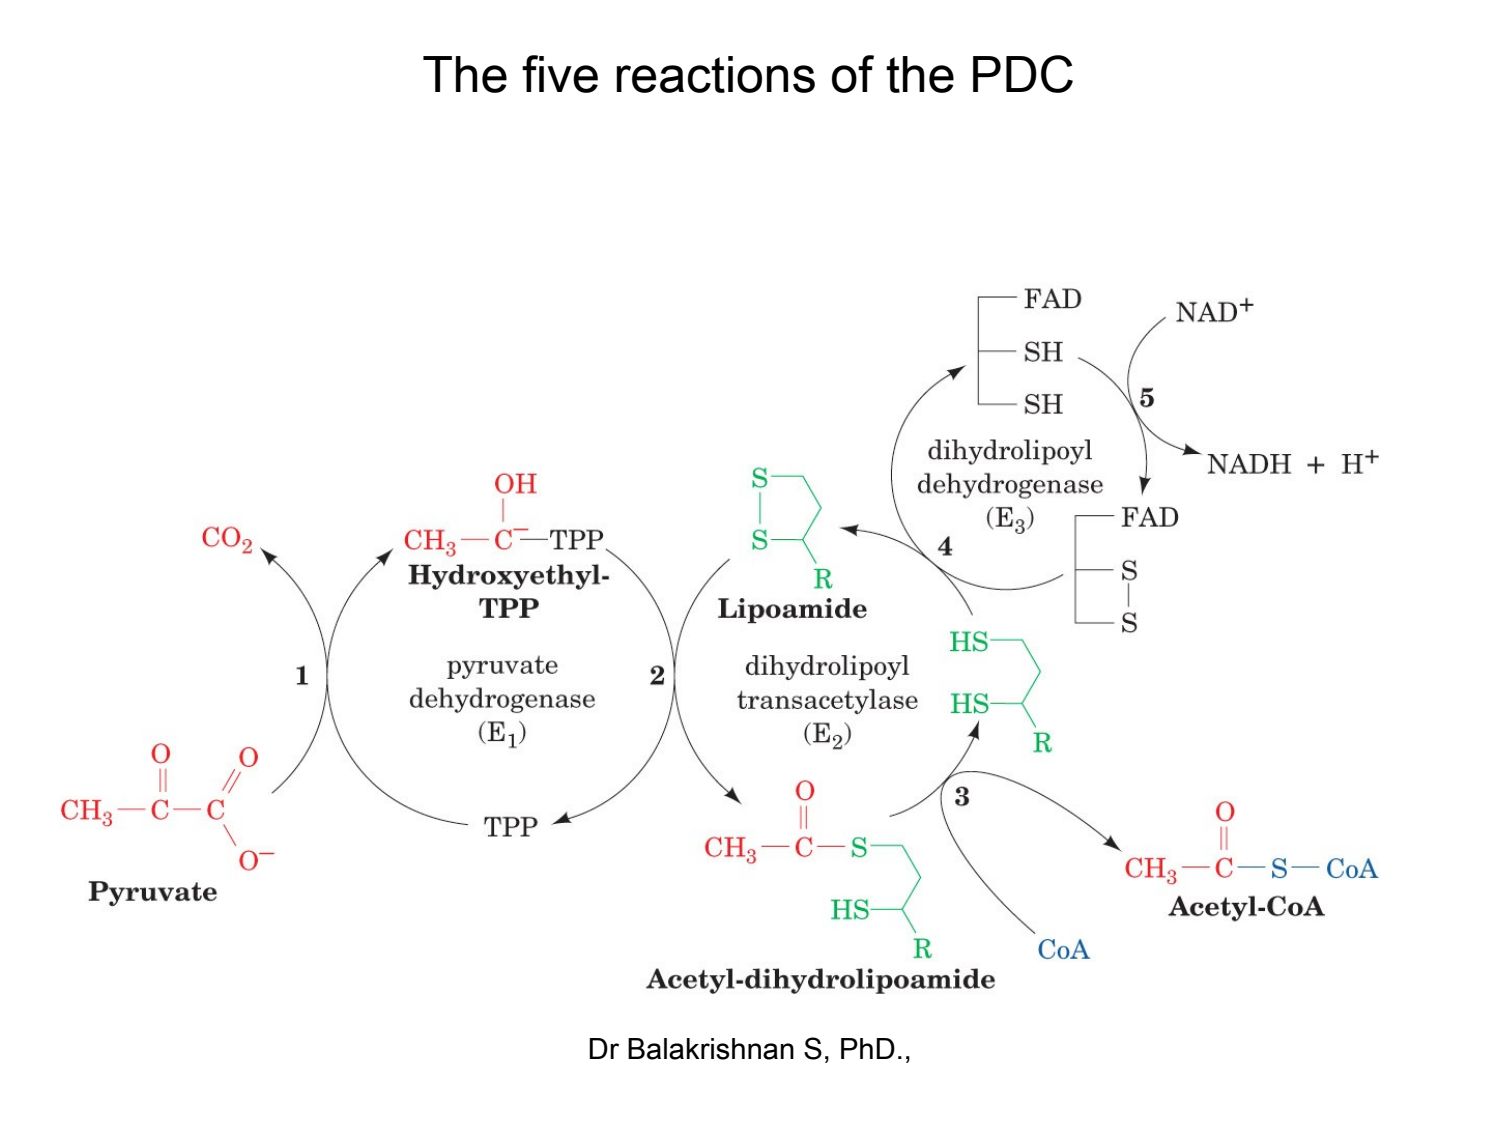 The five reactions of the PDC
FAD
SH
SH
NAD+
5
NADH + H+
dihydrolipoyl
dehydrogenase
(E3)
FAD
S
S
4
OH
CH3—C−—TPP
Hydroxyethyl-
TPP
CO2
S
S
R
Lipoamide
1
pyruvate
dehydrogenase
(E1)
2
dihydrolipoyl
transacetylase
(E2)
HS
HS
R
O O
CH3—C—C
O−
Pyruvate
TPP
O
CH3—C—S
HS
R
Acetyl-dihydrolipoamide
3
CoA
O
CH3—C—S—CoA
Acetyl-CoA
Dr Balakrishnan S, PhD.,